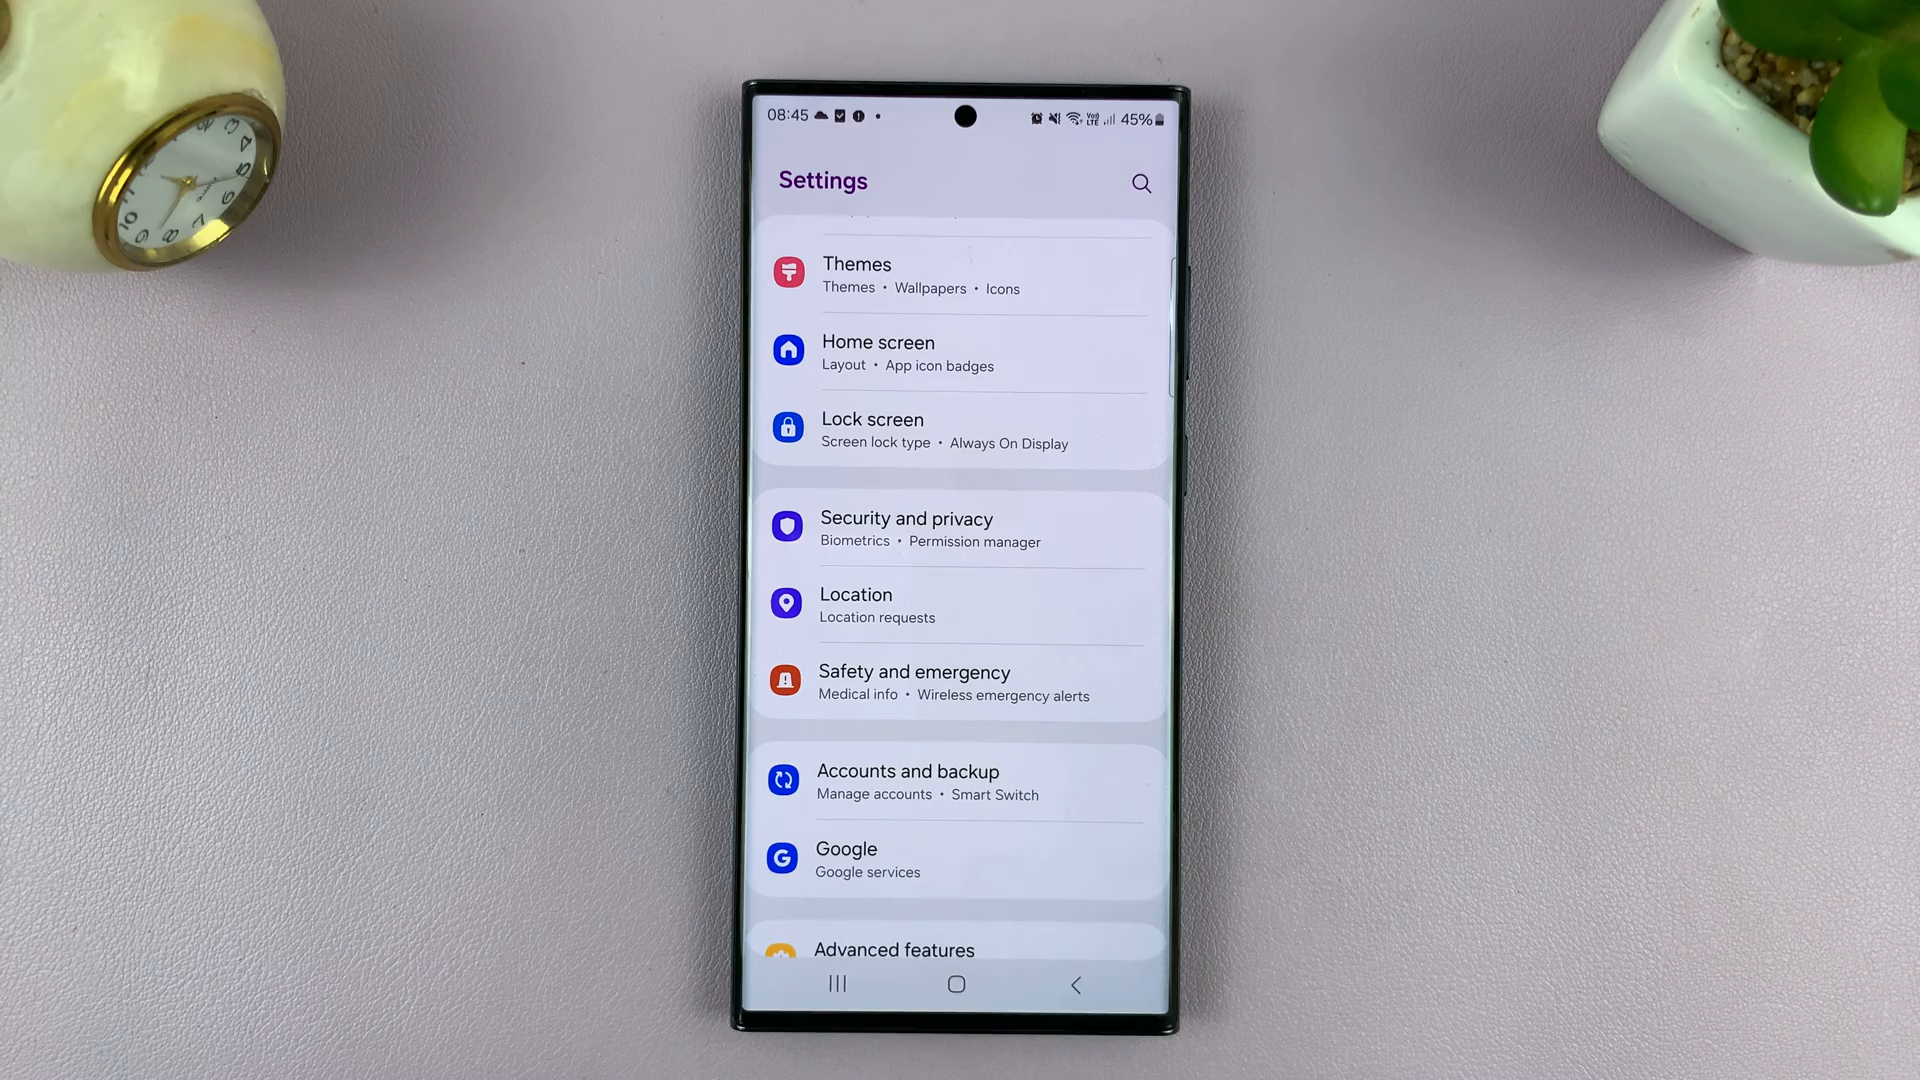 08:45
45%
Settings
Themes
Themes • Wallpapers • Icons
Home screen
Layout • App icon badges
Lock screen
Screen lock type • Always On Display
Security and privacy
Biometrics • Permission manager
Location
Location requests
Safety and emergency
Medical info • Wireless emergency alerts
Accounts and backup
Manage accounts • Smart Switch
Google
Google services
Advanced features